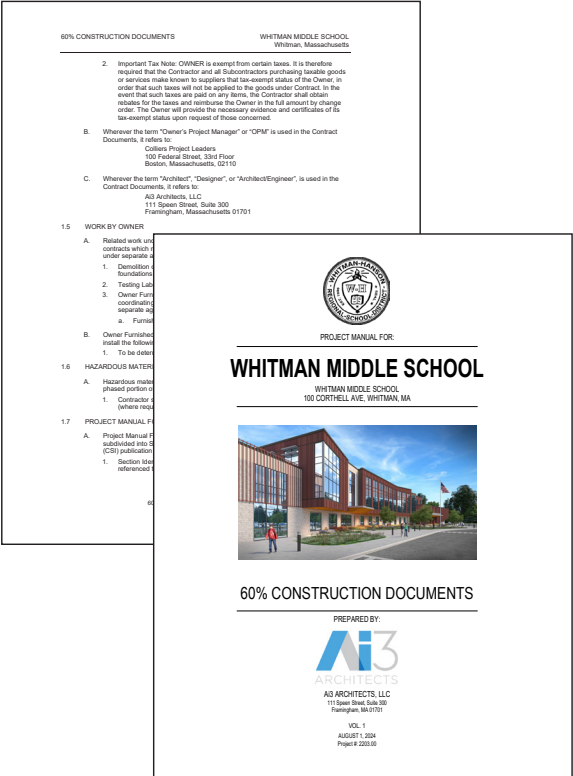 60% CONSTRUCTION DOCUMENTS
WHITMAN MIDDLE SCHOOL
Whitman, Massachusetts
2. Important Tax Note: OWNER is exempt from certain taxes. It is therefore
required that the Contractor and all Subcontractors purchasing taxable goods
or services make known to suppliers that tax-exempt status of the Owner, in
order that such taxes will not be applied to the goods under Contract. In the
event that such taxes are paid on any items, the Contractor shall obtain
rebates for the taxes and reimburse the Owner in the full amount by change
order. The Owner will provide the necessary evidence and certificates of its
tax-exempt status upon request of those concerned.
B. Wherever the term "Owner's Project Manager" or "OPM" is used in the Contract
Documents, it refers to:
Colliers Project Leaders
100 Federal Street, 33rd Floor
Boston, Massachusetts, 02110
C. Wherever the term "Architect", "Designer", or "Architect/Engineer", is used in the
Contract Documents, it refers to:
Ai3 Architects, LLC
111 Speen Street, Suite 300
Framingham, Massachusetts 01701
1.5 WORK BY OWNER
A. Related work
contracts which
under separate
1. Demolition
foundations
2. Testing
3. Owner
coordinating
separate
a.
B. Owner Furnished
install the
1. To be
1.6 HAZARDOUS
A. Hazardous
phased portion
1. Contractor
(where
1.7 PROJECT MANUAL
A. Project Manual
subdivided into
(CSI) publication
1. Section
referenced
WHITMAN-HANSON
REGIONAL-SCHOOL-DISTRICT
W-H
PROJECT MANUAL FOR:
WHITMAN MIDDLE SCHOOL
WHITMAN MIDDLE SCHOOL
100 CORTHELL AVE, WHITMAN, MA
60% CONSTRUCTION DOCUMENTS
PREPARED BY:
Ai3
ARCHITECTS
Ai3 ARCHITECTS, LLC
111 Speen Street, Suite 300
Framingham, MA 01701
VOL. 1
AUGUST 1, 2024
Project #: 2203.00